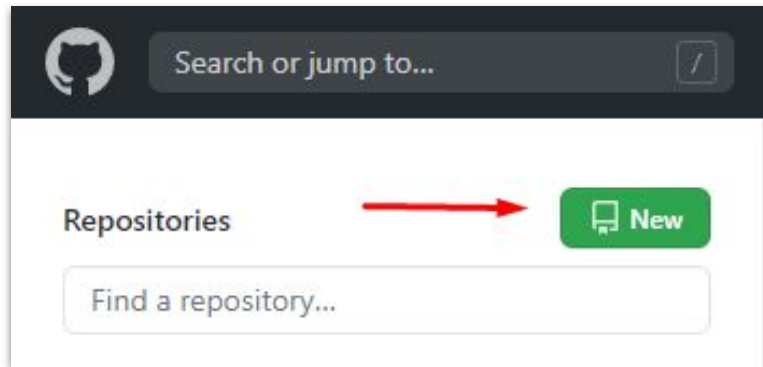 Search or jump to...
/
Repositories
New
Find a repository...